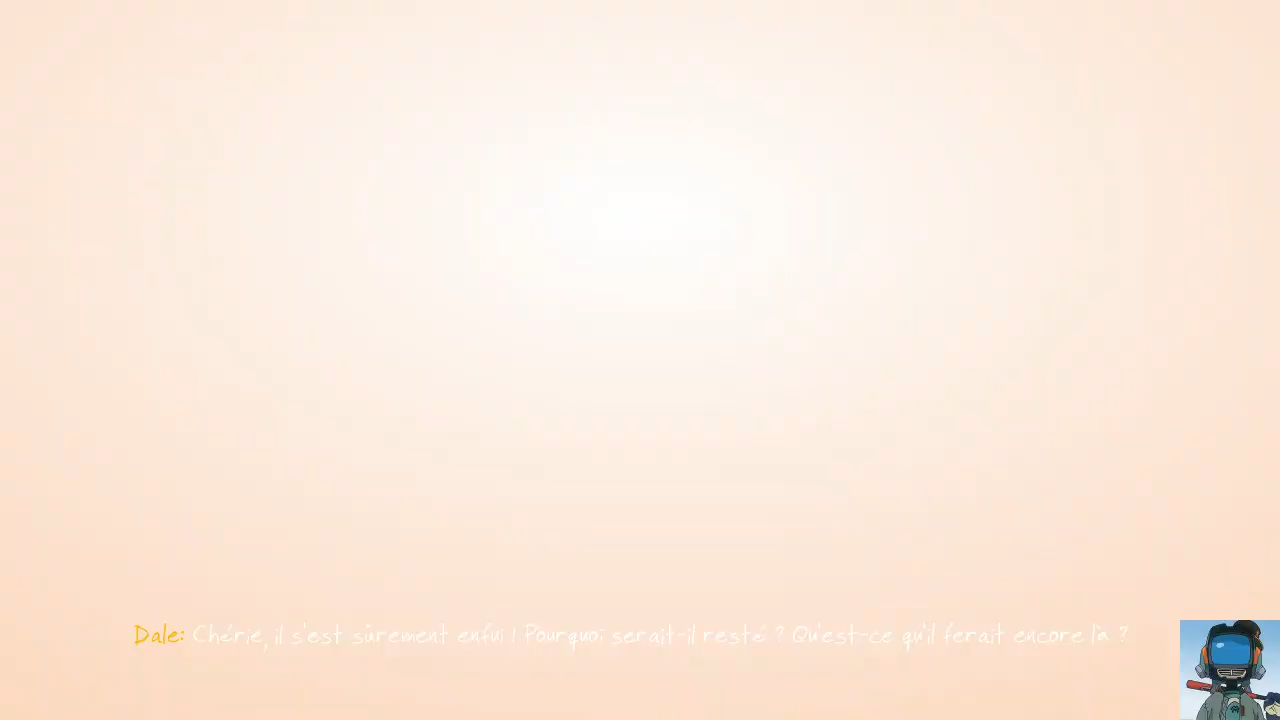 Dale: Chérie, il s'est sûrement enfui ! Pourquoi serait-il resté ? Qu'est-ce qu'il ferait encore là ?